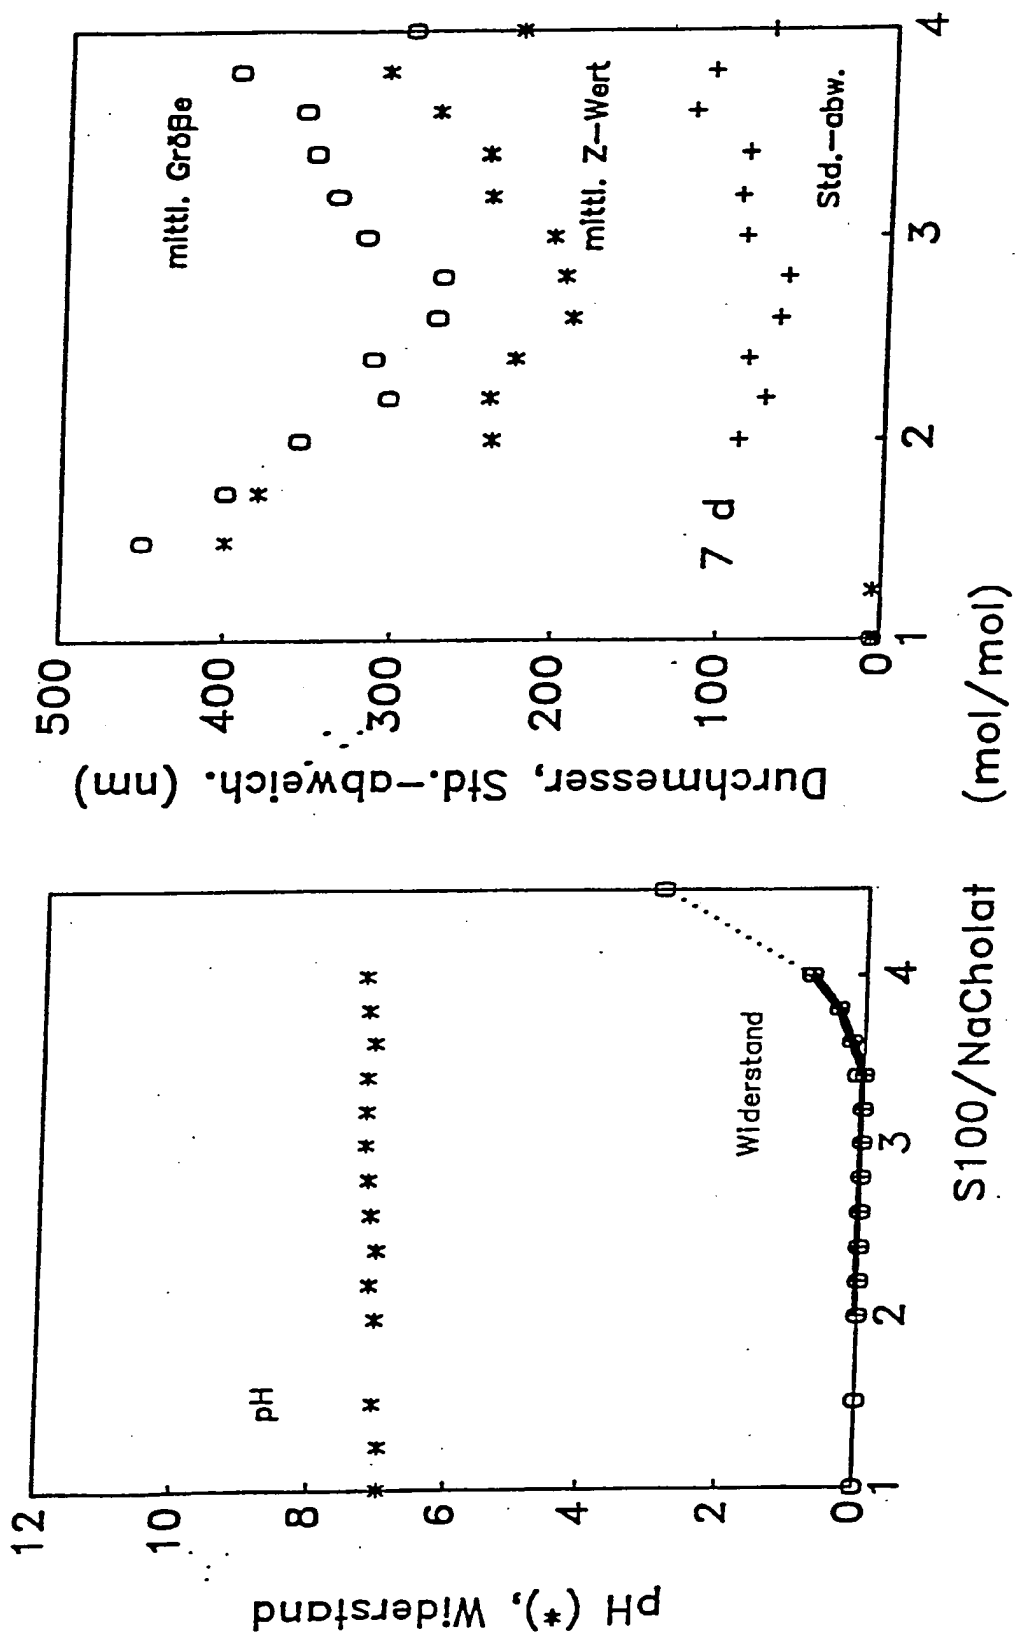 12
10
8
6
4
2
0
pH (*), Widerstand
pH
Widerstand
1
2
3
4
500
400
300
200
100
0
Durchmesser, Std.-abweich. (nm)
mittl. Größe
mittl. Z-Wert
Std.-abw.
7 d
1
2
3
4
S100/NaCholat (mol/mol)